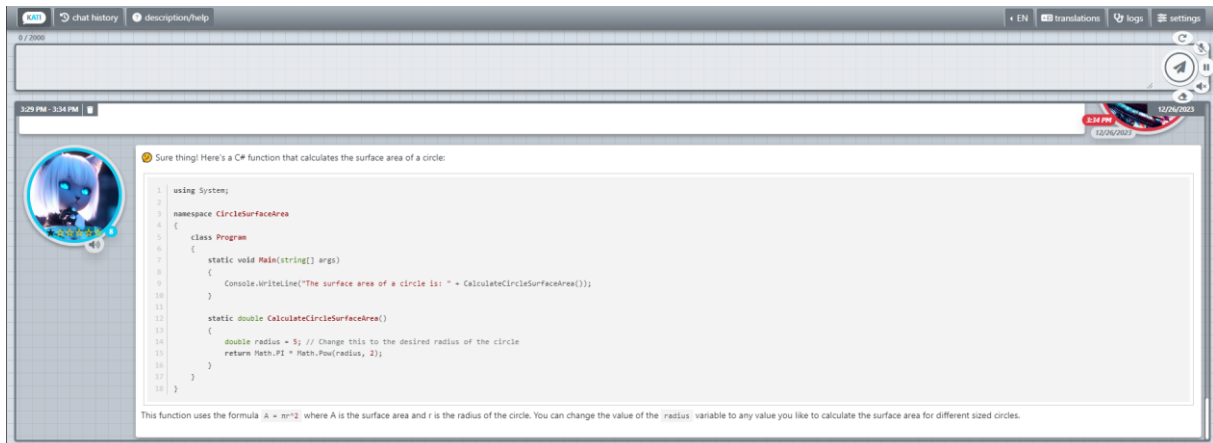 KATI chat history description/help EN translations logs settings
0 / 2000
3:29 PM - 3:34 PM 12/26/2023
3:34 PM
12/26/2023
Sure thing! Here's a C# function that calculates the surface area of a circle:
1 using System;
2
3 namespace CircleSurfaceArea
4 {
5 class Program
6 {
7 static void Main(string[] args)
8 {
9 Console.WriteLine("The surface area of a circle is: " + CalculateCircleSurfaceArea());
10 }
11
12 static double CalculateCircleSurfaceArea()
13 {
14 double radius = 5; // Change this to the desired radius of the circle
15 return Math.PI * Math.Pow(radius, 2);
16 }
17 }
18 }
This function uses the formula A = πr^2 where A is the surface area and r is the radius of the circle. You can change the value of the radius variable to any value you like to calculate the surface area for different sized circles.